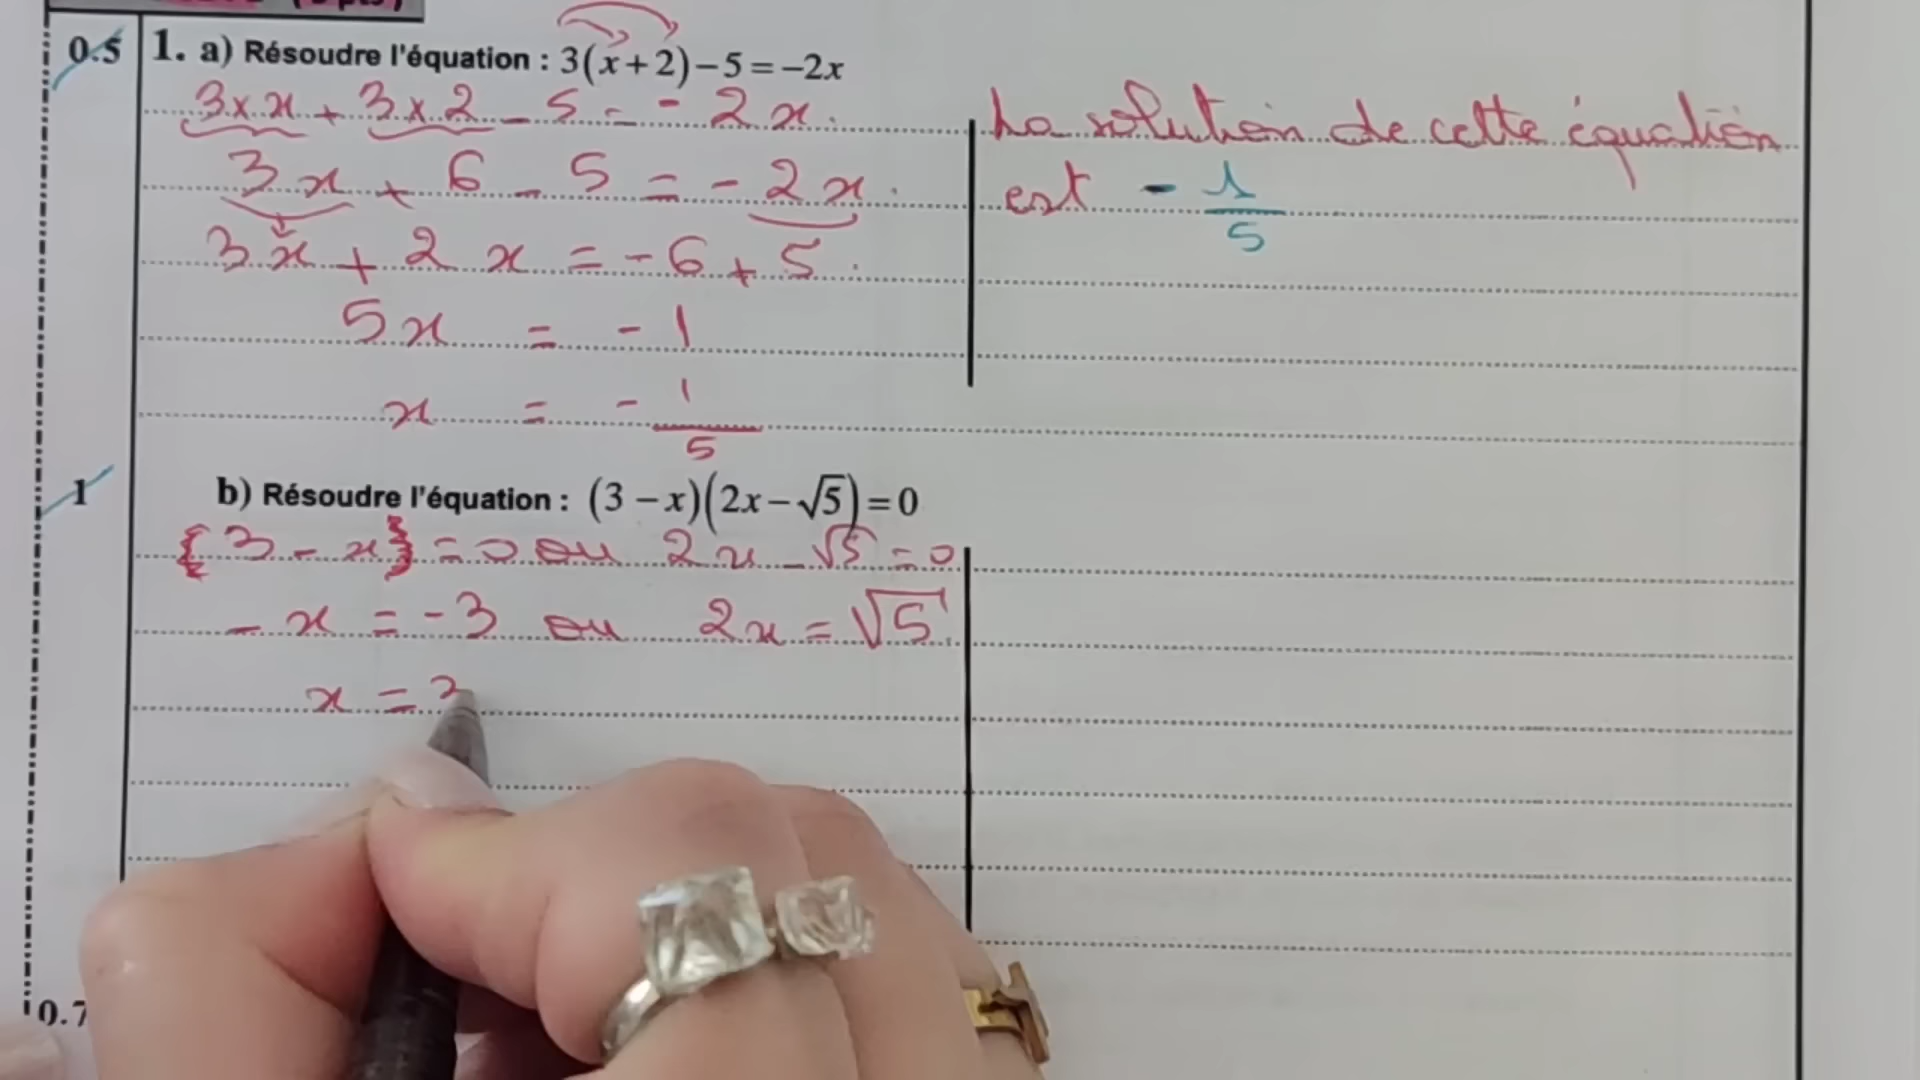 0.5
1. a) Résoudre l'équation : 3(x+2)−5=−2x
3×x + 3×2 − 5 = − 2x.
3x + 6 − 5 = − 2x.
3x + 2x = −6 + 5.
5x = − 1
x = − 1/5
La solution de cette équation
est − 1/5
1
b) Résoudre l'équation : (3−x)(2x−√5)=0
{3 − x} = 0 ou 2x − √5 = 0
− x = −3 ou 2x = √5.
x =
0.7